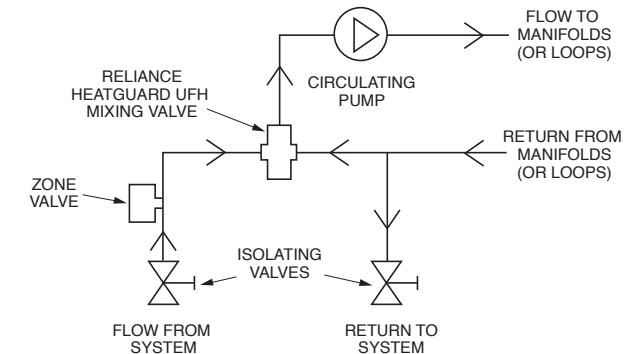 FLOW TO
MANIFOLDS
(OR LOOPS)
RELIANCE
HEATGUARD UFH
MIXING VALVE
CIRCULATING
PUMP
RETURN FROM
MANIFOLDS
(OR LOOPS)
ZONE
VALVE
ISOLATING
VALVES
FLOW FROM
SYSTEM
RETURN TO
SYSTEM